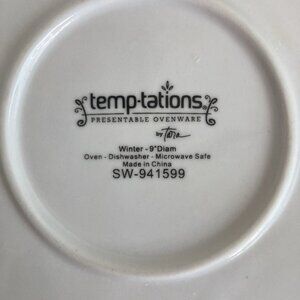 temp-tations®
PRESENTABLE OVENWARE
by Tara
Winter - 9"Diam
Oven - Dishwasher - Microwave Safe
Made in China
SW-941599